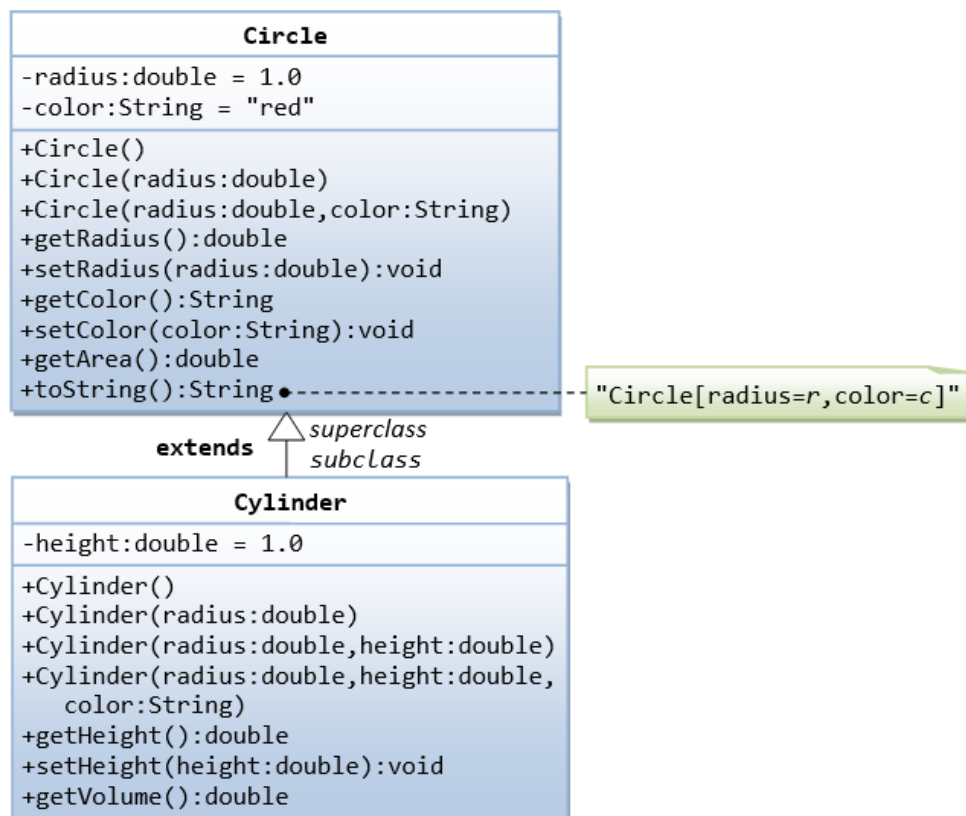 Circle
-radius:double = 1.0
-color:String = "red"
+Circle()
+Circle(radius:double)
+Circle(radius:double,color:String)
+getRadius():double
+setRadius(radius:double):void
+getColor():String
+setColor(color:String):void
+getArea():double
+toString():String
"Circle[radius=r,color=c]"
superclass
extends
subclass
Cylinder
-height:double = 1.0
+Cylinder()
+Cylinder(radius:double)
+Cylinder(radius:double,height:double)
+Cylinder(radius:double,height:double,
color:String)
+getHeight():double
+setHeight(height:double):void
+getVolume():double